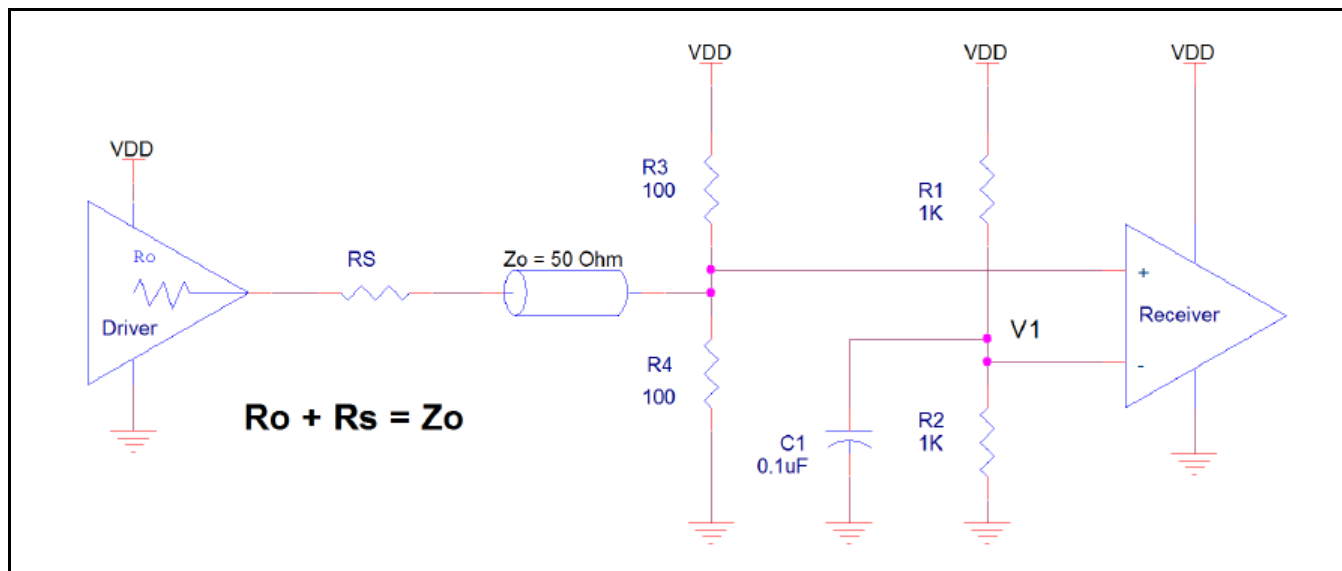 VDD
VDD
VDD
VDD
Ro
Driver
RS
Zo = 50 Ohm
R3
100
R1
1K
+
-
Receiver
V1
R4
100
C1
0.1uF
R2
1K
Ro + Rs = Zo